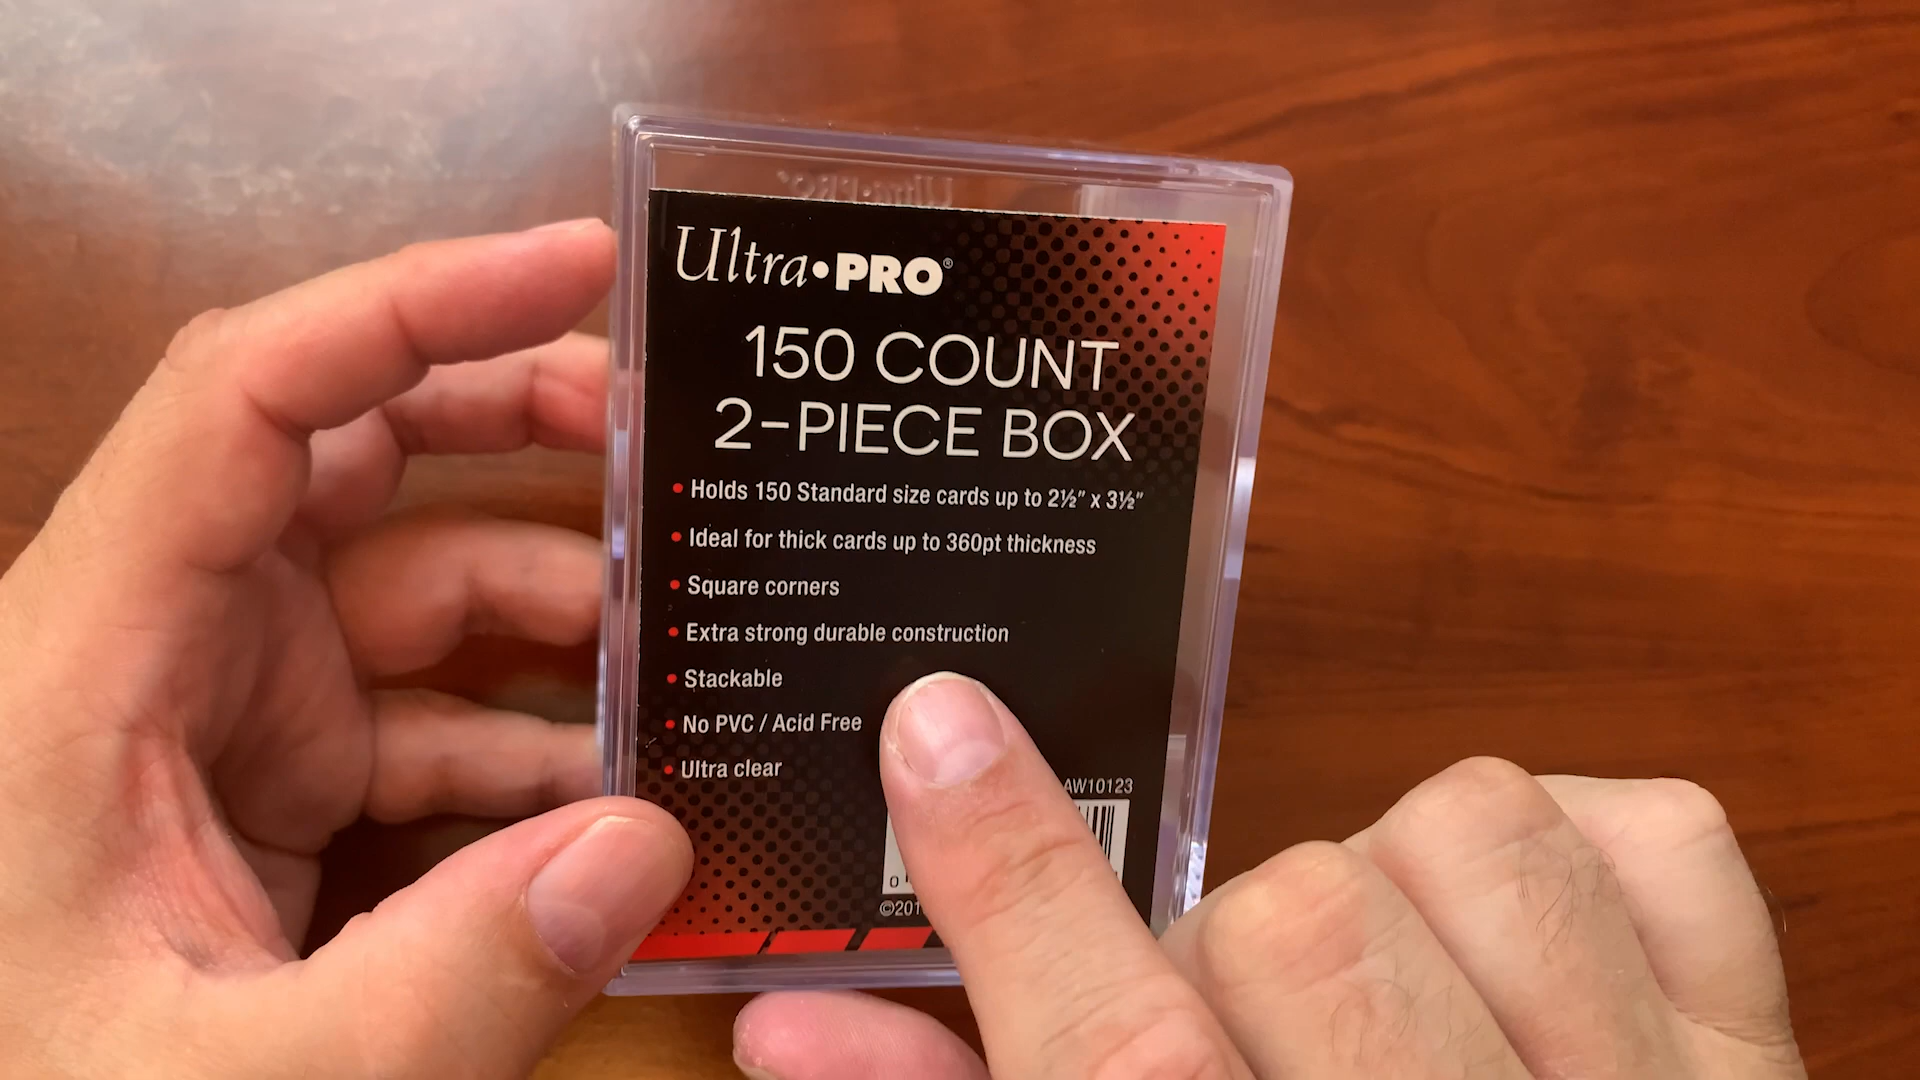 Ultra•PRO®
150 COUNT
2-PIECE BOX
• Holds 150 Standard size cards up to 2½" x 3½"
• Ideal for thick cards up to 360pt thickness
• Square corners
• Extra strong durable construction
• Stackable
• No PVC / Acid Free
• Ultra clear
AW10123
0